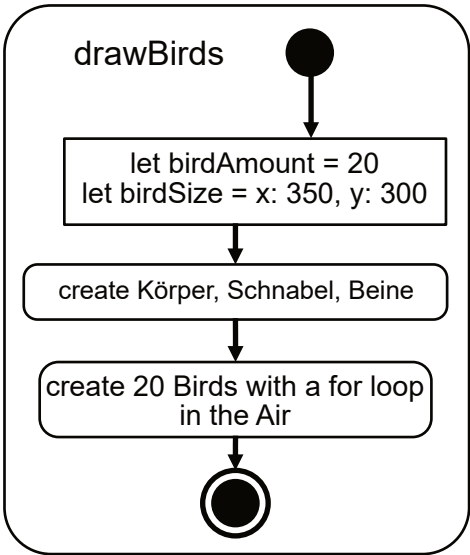 drawBirds
let birdAmount = 20
let birdSize = x: 350, y: 300
create Körper, Schnabel, Beine
create 20 Birds with a for loop
in the Air